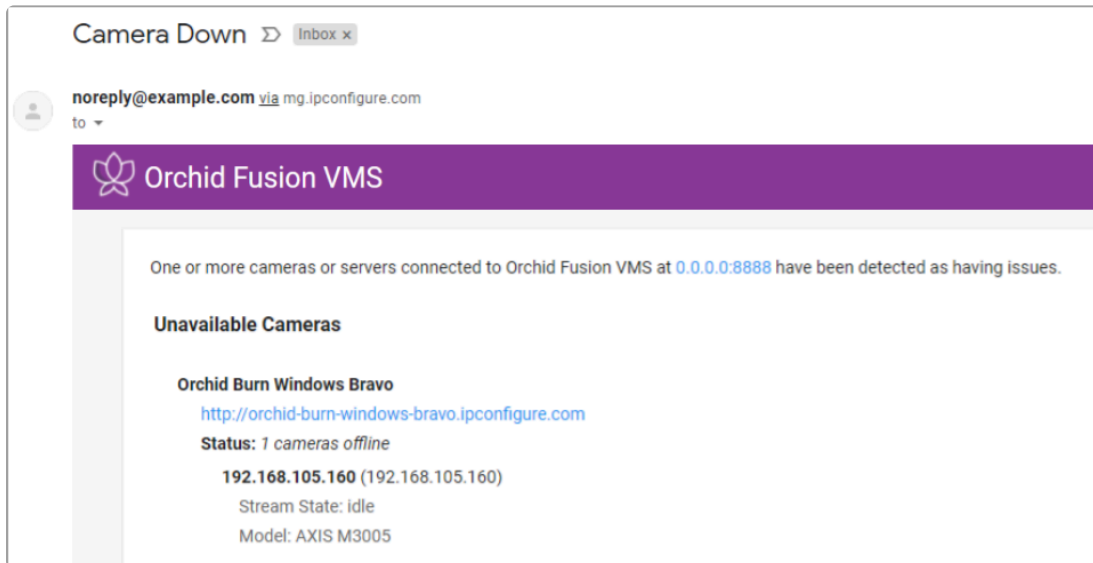 Camera Down Inbox x
noreply@example.com via mg.ipconfigure.com
to
Orchid Fusion VMS
One or more cameras or servers connected to Orchid Fusion VMS at 0.0.0.0:8888 have been detected as having issues.
Unavailable Cameras
Orchid Burn Windows Bravo
http://orchid-burn-windows-bravo.ipconfigure.com
Status: 1 cameras offline
192.168.105.160 (192.168.105.160)
Stream State: idle
Model: AXIS M3005